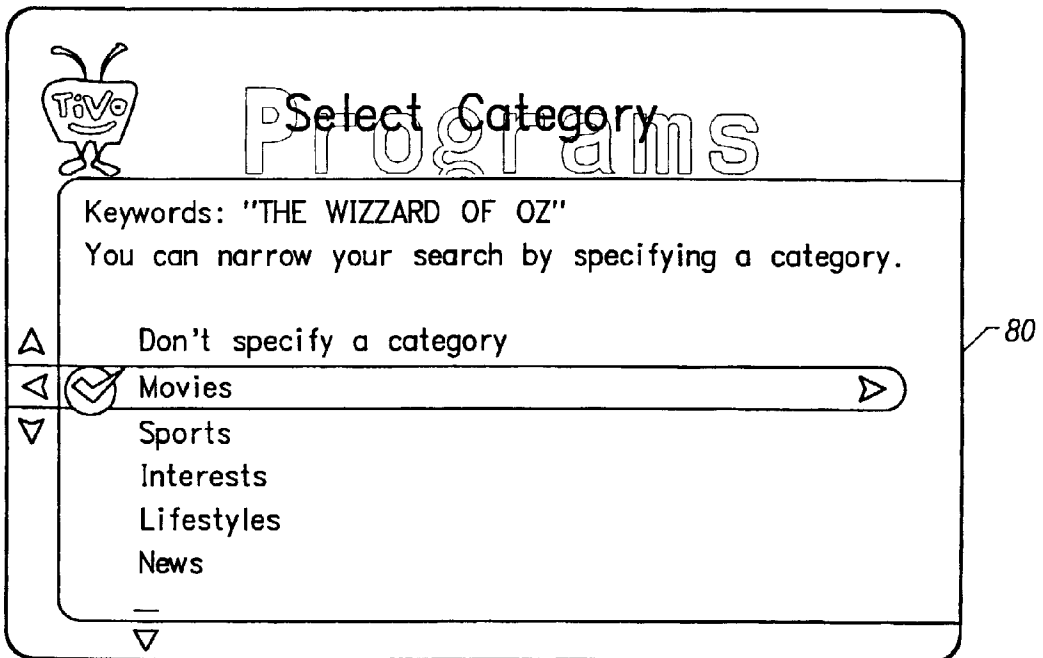 TiVo
Programs
Select Category
Keywords: "THE WIZZARD OF OZ"
You can narrow your search by specifying a category.
Don't specify a category
Movies
Sports
Interests
Lifestyles
News
80